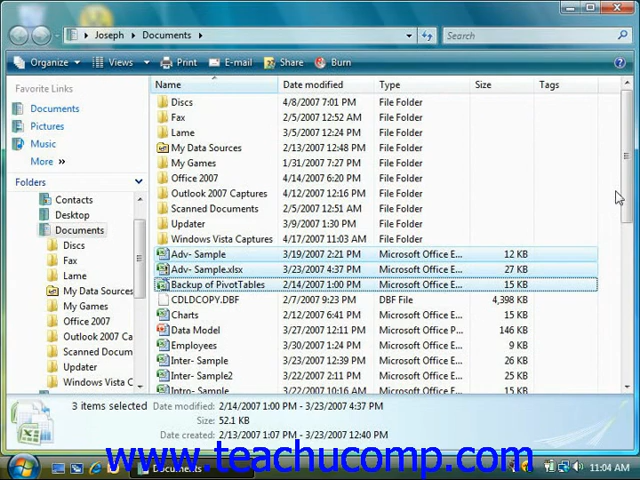 Joseph Documents Search
Organize Views Print E-mail Share Burn
Favorite Links
Documents
Pictures
Music
More »
Folders
Contacts
Desktop
Documents
Discs
Fax
Lame
My Data Sources
My Games
Office 2007
Outlook 2007 Ca
Scanned Docum
Updater
Windows Vista C
Name Date modified Type Size Tags
Discs 4/8/2007 7:01 PM File Folder
Fax 2/5/2007 12:52 AM File Folder
Lame 3/5/2007 12:24 PM File Folder
My Data Sources 2/13/2007 12:48 PM File Folder
My Games 1/31/2007 7:27 PM File Folder
Office 2007 4/14/2007 6:20 PM File Folder
Outlook 2007 Captures 4/12/2007 12:16 PM File Folder
Scanned Documents 2/5/2007 12:51 AM File Folder
Updater 3/9/2007 1:30 PM File Folder
Windows Vista Captures 4/17/2007 11:03 AM File Folder
Adv- Sample 3/19/2007 2:21 PM Microsoft Office E... 12 KB
Adv- Sample.xlsx 3/23/2007 4:37 PM Microsoft Office E... 27 KB
Backup of PivotTables 2/14/2007 1:00 PM Microsoft Office E... 15 KB
CDLDCOPY.DBF 2/7/2007 9:23 PM DBF File 4,398 KB
Charts 2/12/2007 6:41 PM Microsoft Office E... 15 KB
Data Model 3/27/2007 12:11 PM Microsoft Office P... 146 KB
Employees 3/30/2007 1:24 PM Microsoft Office E... 9 KB
Inter- Sample 3/23/2007 12:39 PM Microsoft Office E... 26 KB
Inter- Sample2 3/22/2007 2:11 PM Microsoft Office E... 25 KB
Intro- Sample 3/22/2007 10:16 AM Microsoft Office E... 15 KB
3 items selected Date modified: 2/14/2007 1:00 PM - 3/23/2007 4:37 PM
Size: 52.1 KB
Date created: 2/13/2007 1:07 PM - 3/23/2007 12:40 PM
www.teachucomp.com
Documents 11:04 AM